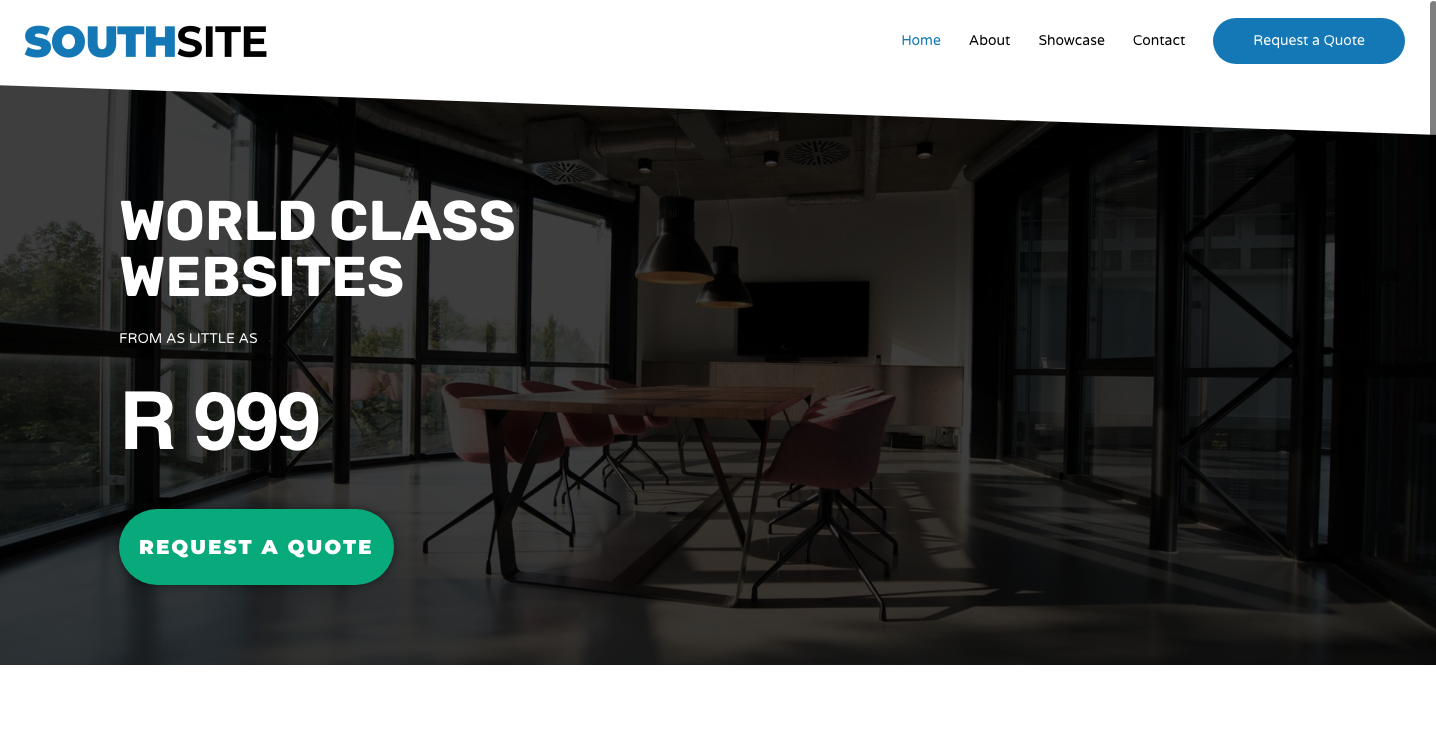 SOUTHSITE
Home About Showcase Contact Request a Quote
WORLD CLASS
WEBSITES
FROM AS LITTLE AS
R 999
REQUEST A QUOTE